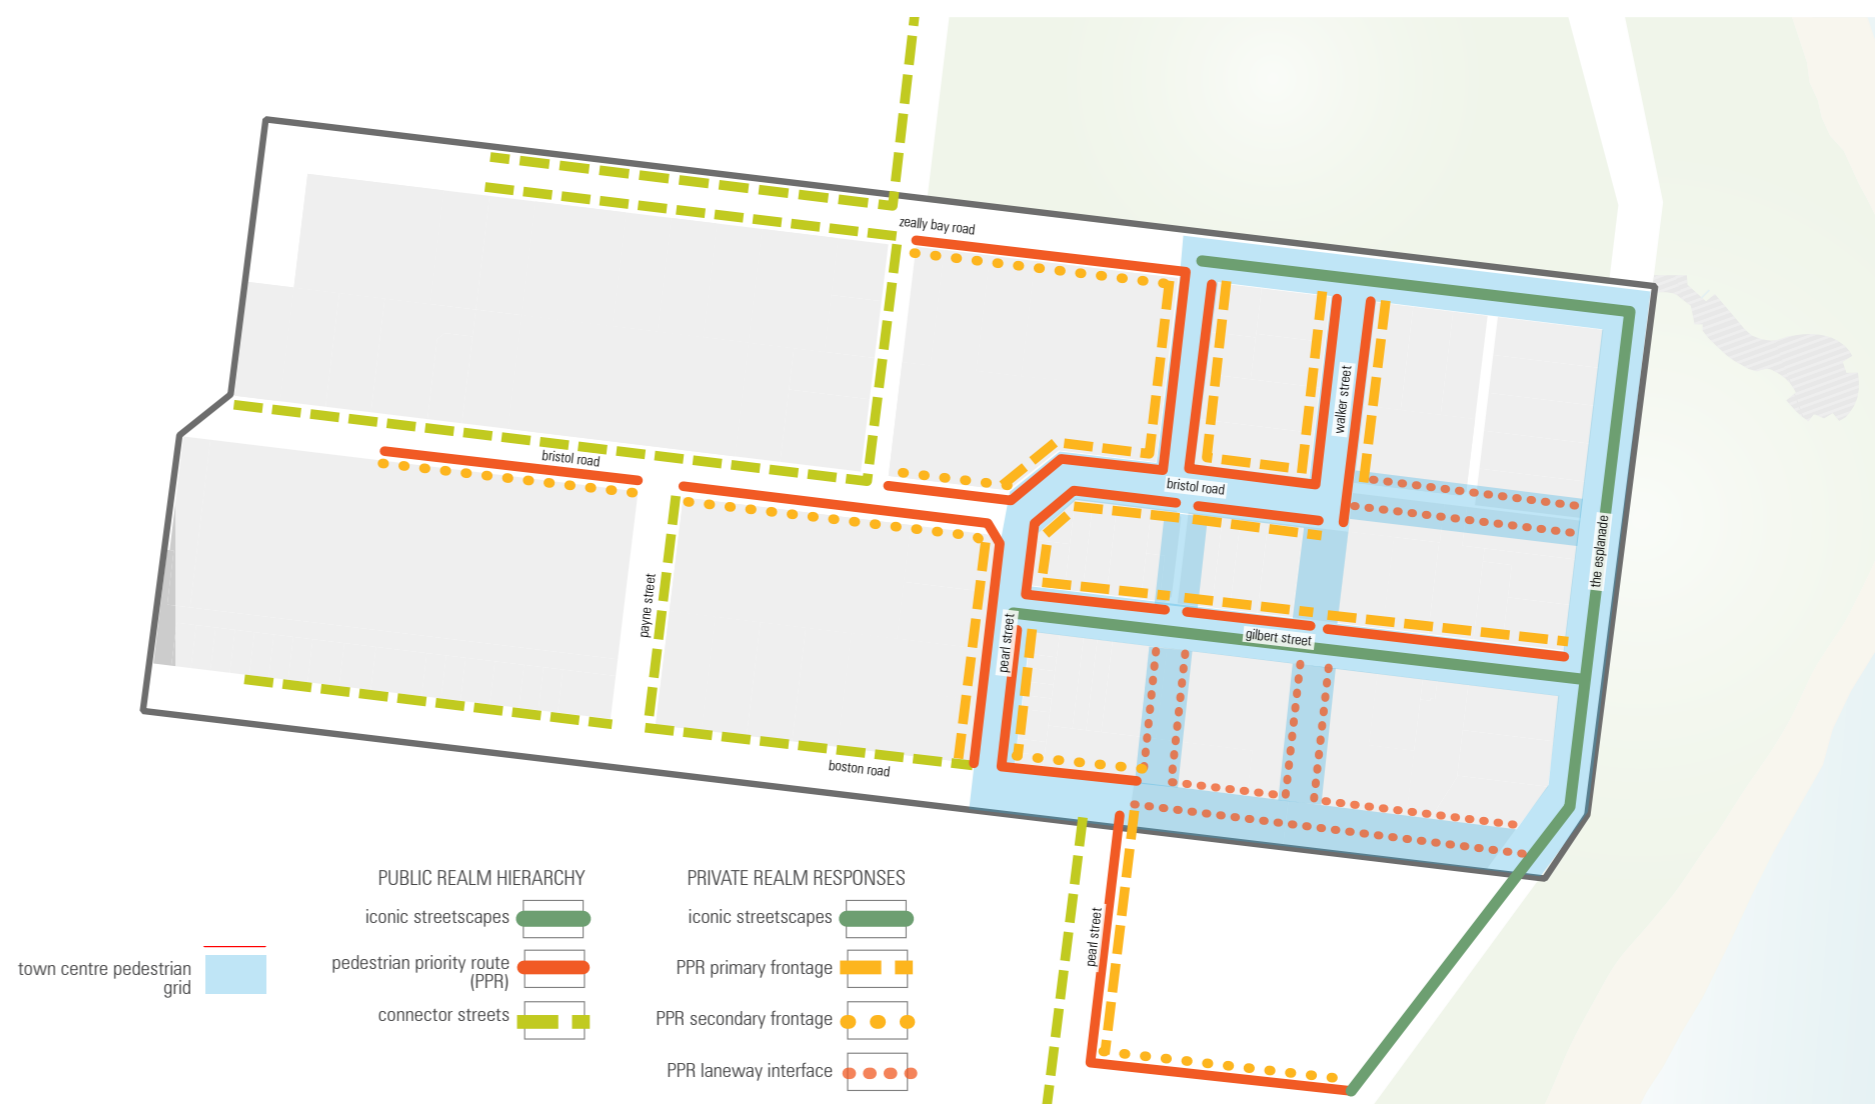 zeally bay road
walker street
bristol road
bristol road
the esplanade
payne street
pearl street
gilbert street
boston road
pearl street
PUBLIC REALM HIERARCHY
iconic streetscapes
pedestrian priority route
(PPR)
connector streets
PRIVATE REALM RESPONSES
iconic streetscapes
PPR primary frontage
PPR secondary frontage
PPR laneway interface
town centre pedestrian
grid